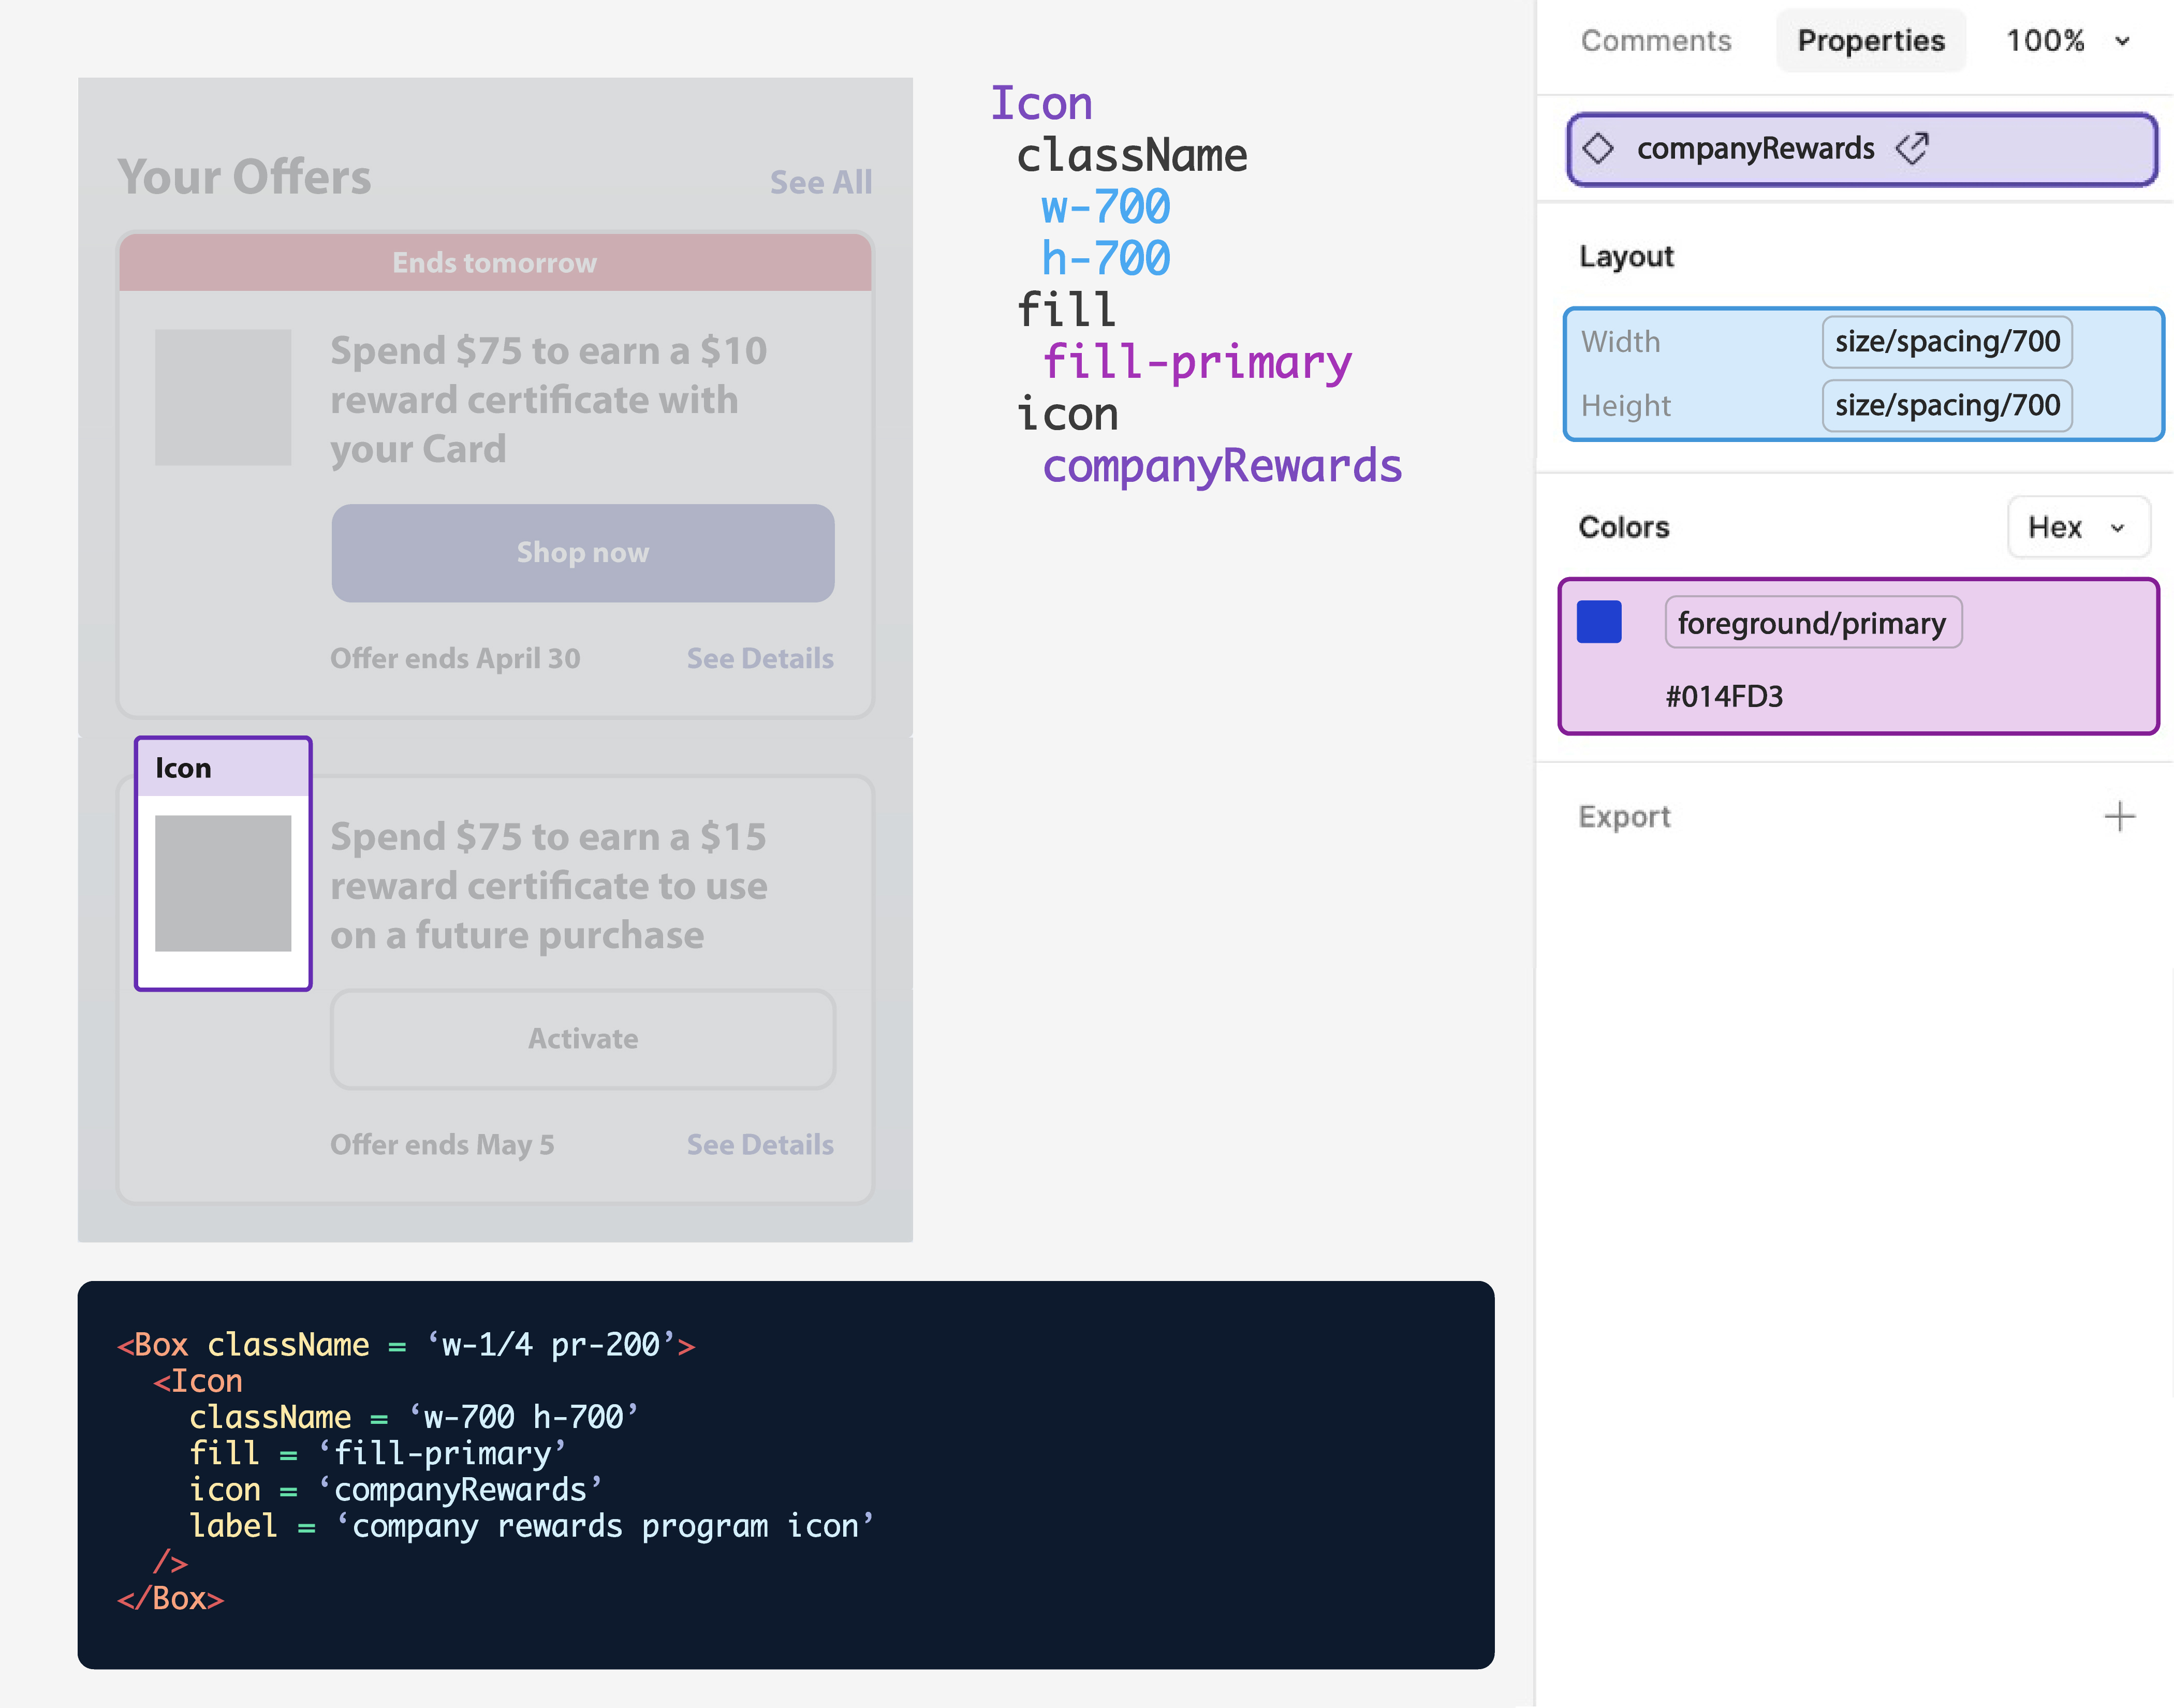 Your Offers
See All
Ends tomorrow
Spend $75 to earn a $10
reward certificate with
your Card
Shop now
Offer ends April 30
See Details
Icon
Spend $75 to earn a $15
reward certificate to use
on a future purchase
Activate
Offer ends May 5
See Details
Icon
className
w-700
h-700
fill
fill-primary
icon
companyRewards
<Box className = ‘w-1/4 pr-200’>
<Icon
className = ‘w-700 h-700’
fill = ‘fill-primary’
icon = ‘companyRewards’
label = ‘company rewards program icon’
/>
</Box>
Comments
Properties
100%
companyRewards
Layout
Width size/spacing/700
Height size/spacing/700
Colors
Hex
foreground/primary
#014FD3
Export